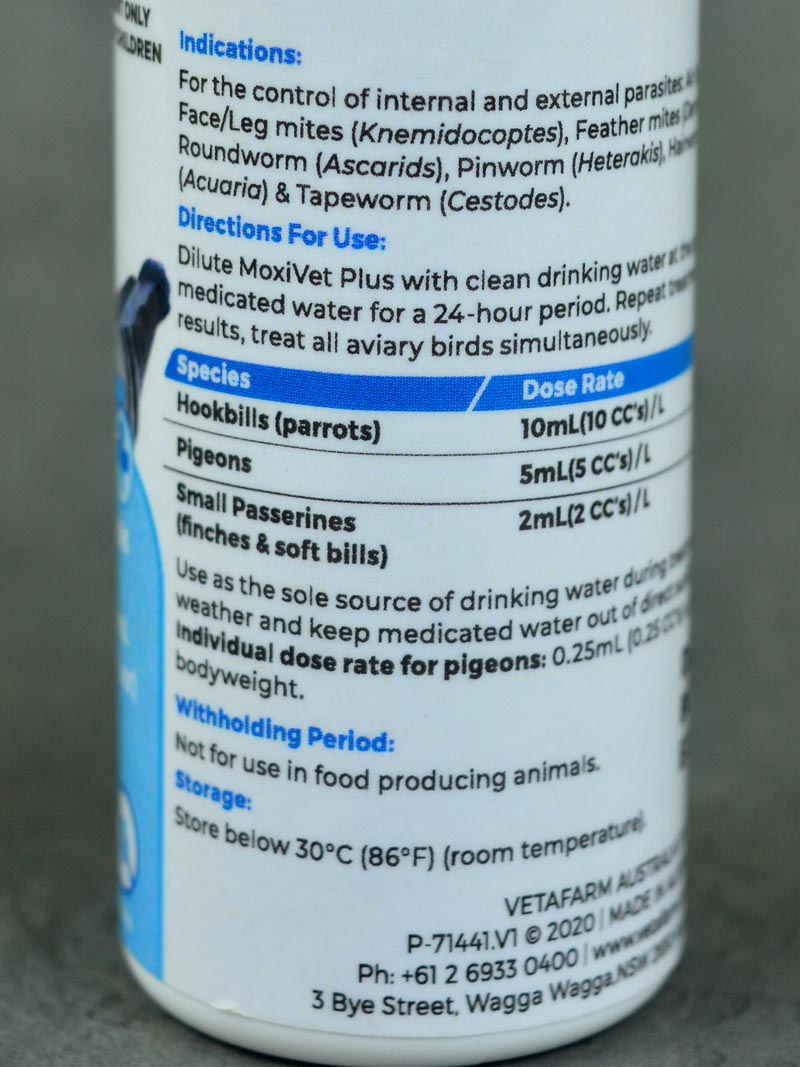 ONLY
Indications:
For the control of internal and external parasites:
Face/Leg mites (Knemidocoptes), Feather mites
Roundworm (Ascarids), Pinworm (Heterakis),
(Acuaria) & Tapeworm (Cestodes).
Directions For Use:
Dilute MoxiVet Plus with clean drinking water at
medicated water for a 24-hour period. Repeat
results, treat all aviary birds simultaneously.
Species Dose Rate
Hookbills (parrots) 10mL(10 CC's)/L
Pigeons 5mL(5 CC's)/L
Small Passerines 2mL(2 CC's)/L
(finches & soft bills)
Use as the sole source of drinking water during
weather and keep medicated water out of direct
Individual dose rate for pigeons: 0.25mL (0.25 CC's
bodyweight.
Withholding Period:
Not for use in food producing animals.
Storage:
Store below 30°C (86°F) (room temperature).
VETAFARM AUSTRALIA
P-71441.V1 © 2020 | MADE IN
Ph: +61 2 6933 0400 |
3 Bye Street, Wagga Wagga, NSW